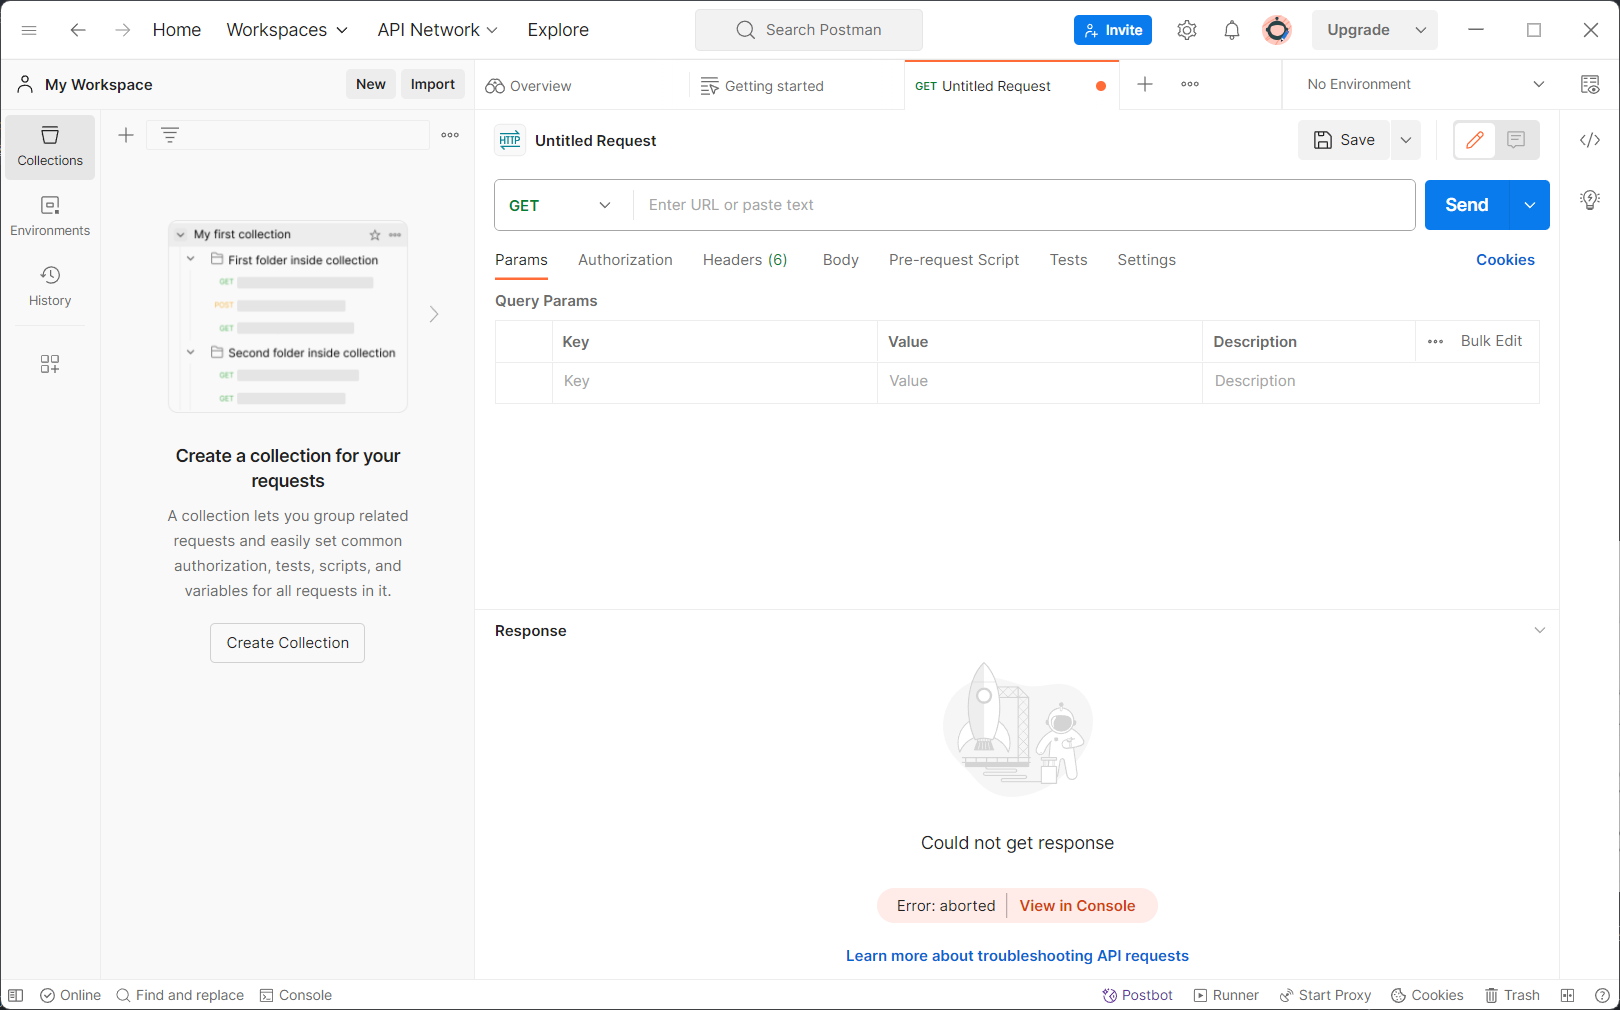 Home
Workspaces
API Network
Explore
Search Postman
Invite
Upgrade
My Workspace
New
Import
Overview
Getting started
GET Untitled Request
No Environment
Collections
Environments
History
My first collection
First folder inside collection
GET
POST
GET
Second folder inside collection
GET
GET
Create a collection for your
requests
A collection lets you group related
requests and easily set common
authorization, tests, scripts, and
variables for all requests in it.
Create Collection
HTTP
Untitled Request
Save
GET
Enter URL or paste text
Send
Params
Authorization
Headers (6)
Body
Pre-request Script
Tests
Settings
Cookies
Query Params
Key
Value
Description
Bulk Edit
Key
Value
Description
Response
Could not get response
Error: aborted
View in Console
Learn more about troubleshooting API requests
Online
Find and replace
Console
Postbot
Runner
Start Proxy
Cookies
Trash